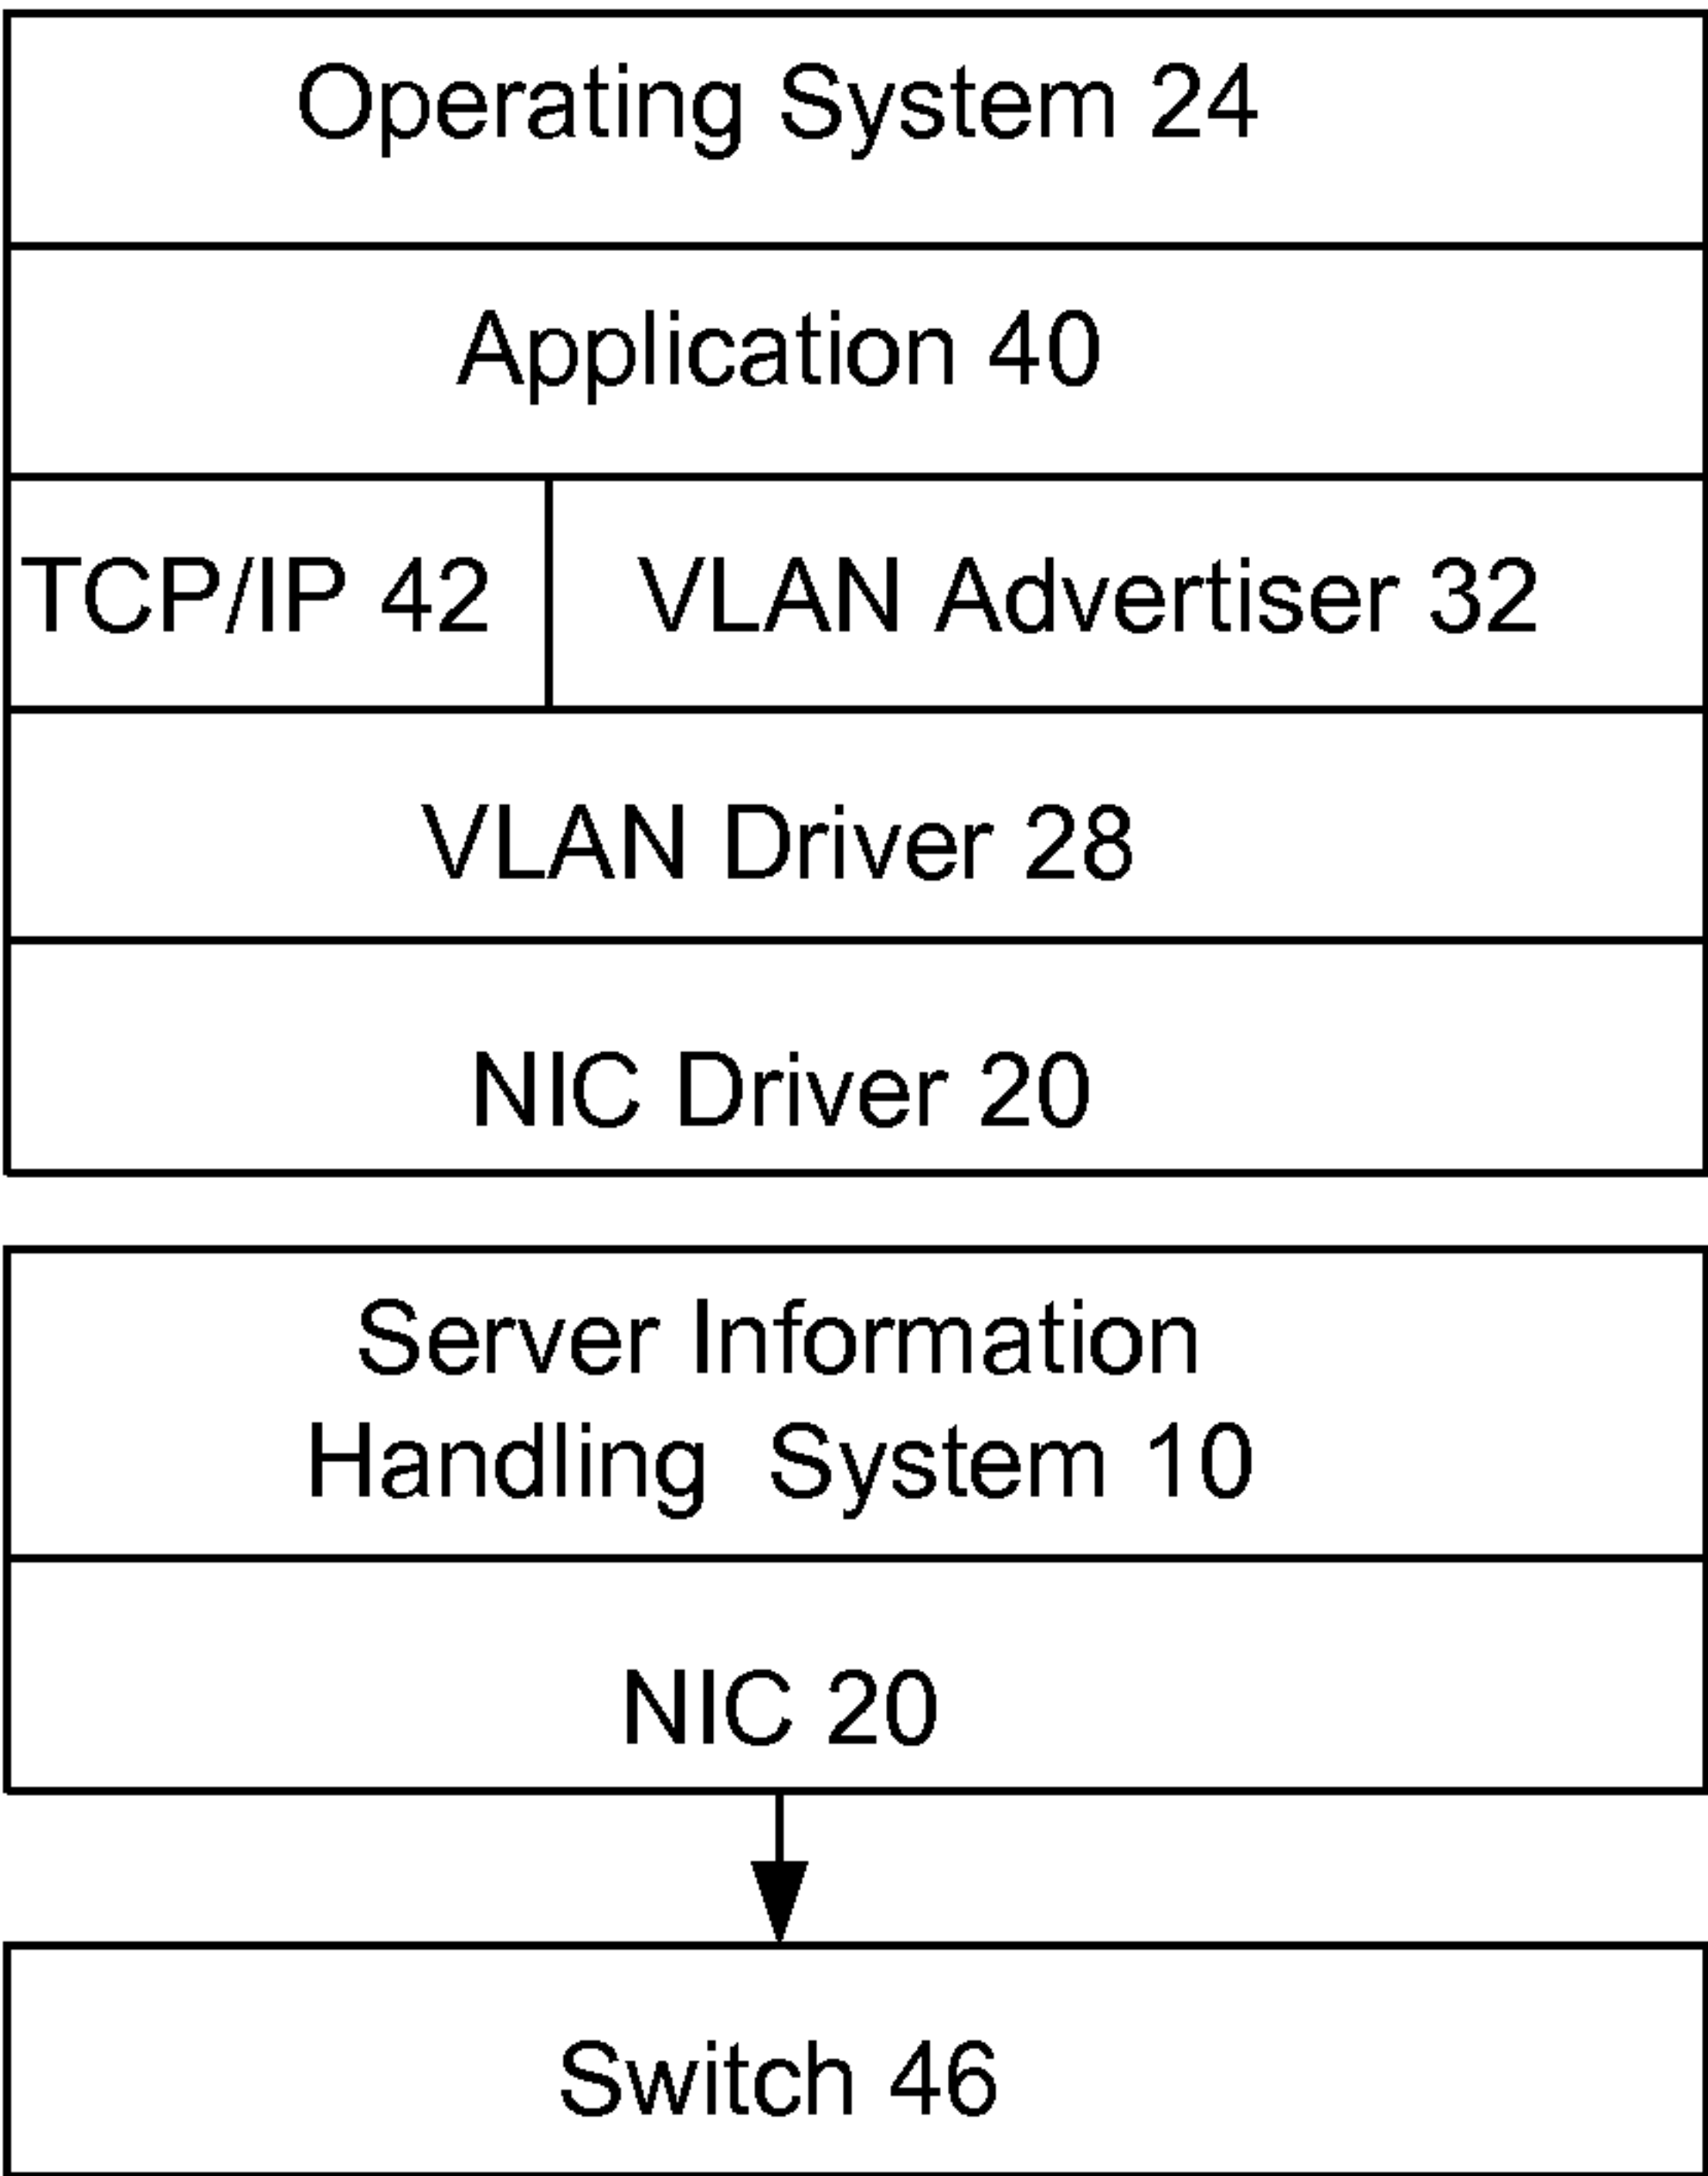 Operating System 24
Application 40
TCP/IP 42
VLAN Advertiser 32
VLAN Driver 28
NIC Driver 20
Server Information
Handling System 10
NIC 20
Switch 46